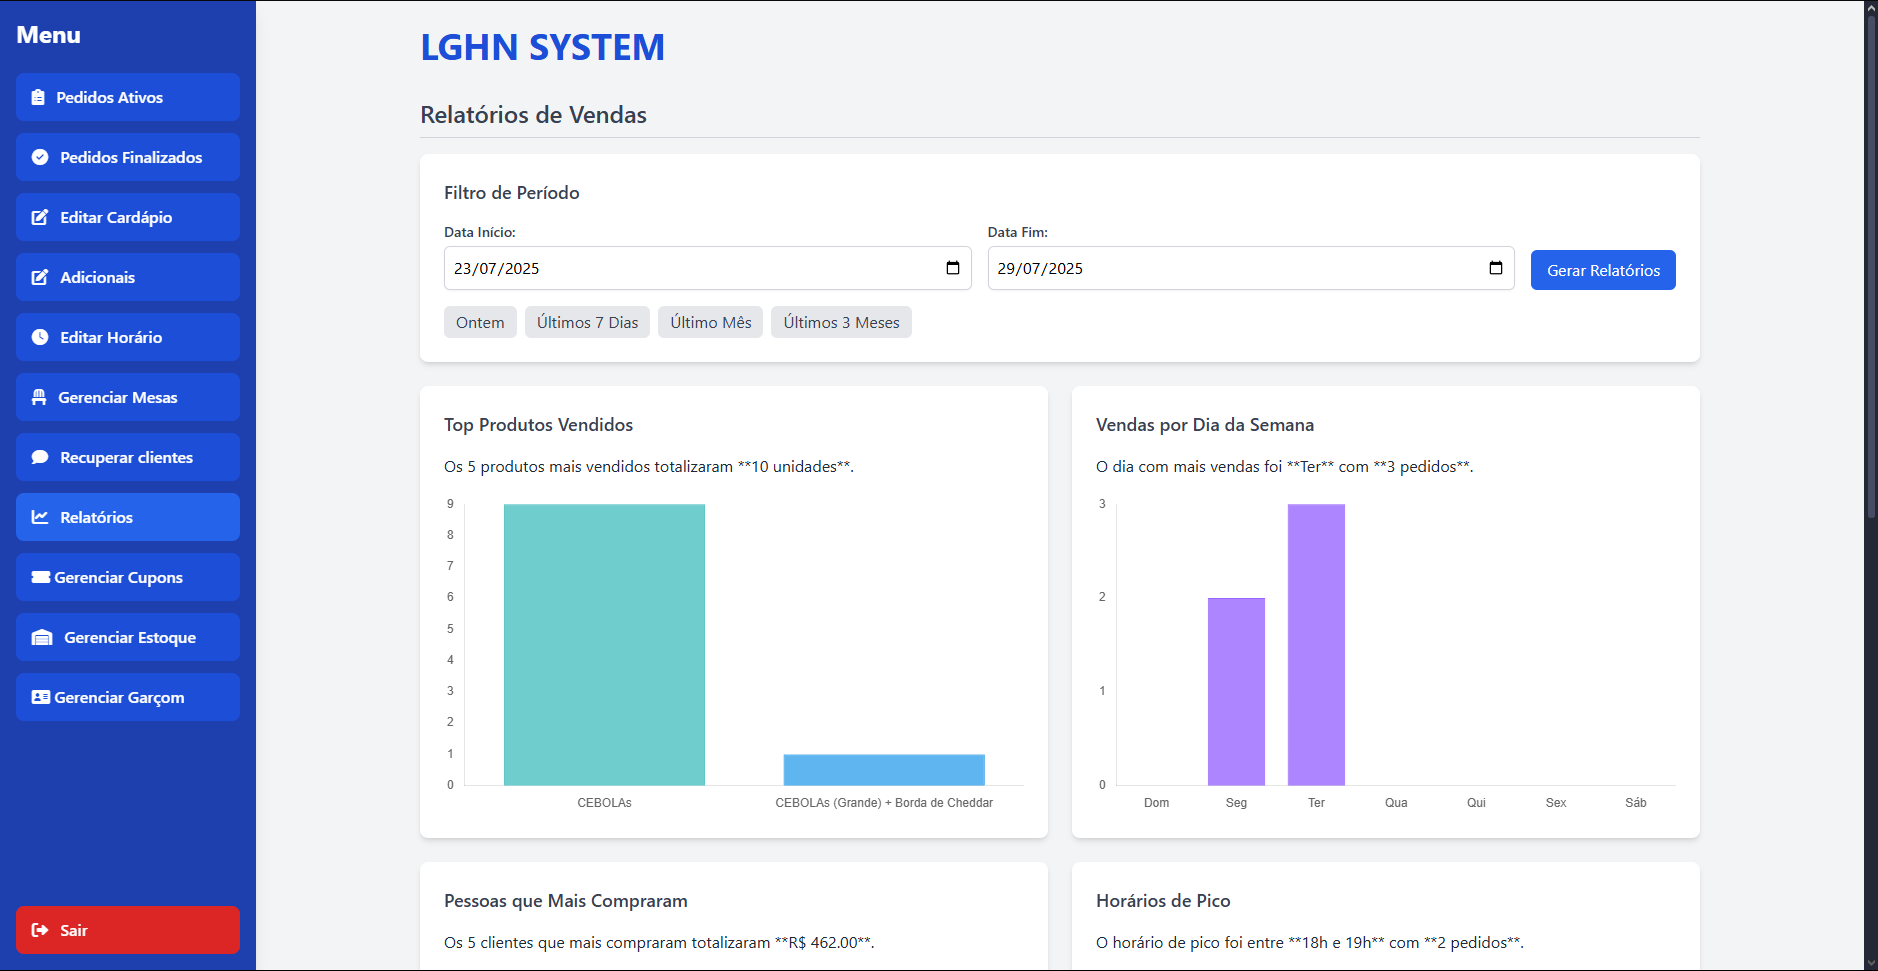 Menu
Pedidos Ativos
Pedidos Finalizados
Editar Cardápio
Adicionais
Editar Horário
Gerenciar Mesas
Recuperar clientes
Relatórios
Gerenciar Cupons
Gerenciar Estoque
Gerenciar Garçom
Sair
LGHN SYSTEM
Relatórios de Vendas
Filtro de Período
Data Início:
Data Fim:
23/07/2025
29/07/2025
Gerar Relatórios
Ontem
Últimos 7 Dias
Último Mês
Últimos 3 Meses
Top Produtos Vendidos
Os 5 produtos mais vendidos totalizaram **10 unidades**.
9
8
7
6
5
4
3
2
1
0
CEBOLAs
CEBOLAs (Grande) + Borda de Cheddar
Vendas por Dia da Semana
O dia com mais vendas foi **Ter** com **3 pedidos**.
3
2
1
0
Dom
Seg
Ter
Qua
Qui
Sex
Sáb
Pessoas que Mais Compraram
Os 5 clientes que mais compraram totalizaram **R$ 462.00**.
Horários de Pico
O horário de pico foi entre **18h e 19h** com **2 pedidos**.